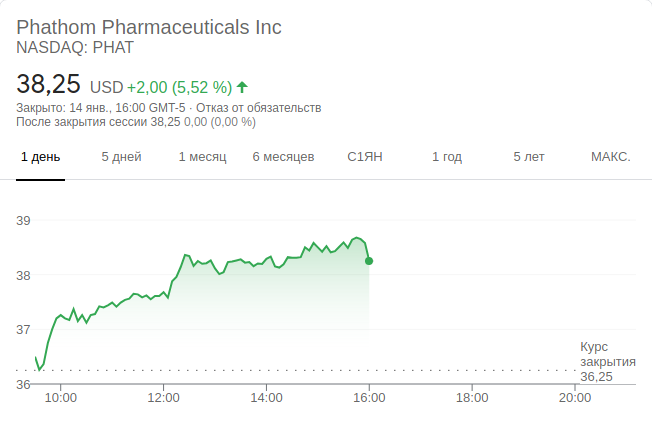 Phathom Pharmaceuticals Inc
NASDAQ: PHAT
38,25 USD +2,00 (5,52 %)
Закрыто: 14 янв., 16:00 GMT-5 · Отказ от обязательств
После закрытия сессии 38,25 0,00 (0,00 %)
1 день 5 дней 1 месяц 6 месяцев С1ЯН 1 год 5 лет МАКС.
39
38
37
Курс
закрытия
36,25
36
10:00 12:00 14:00 16:00 18:00 20:00